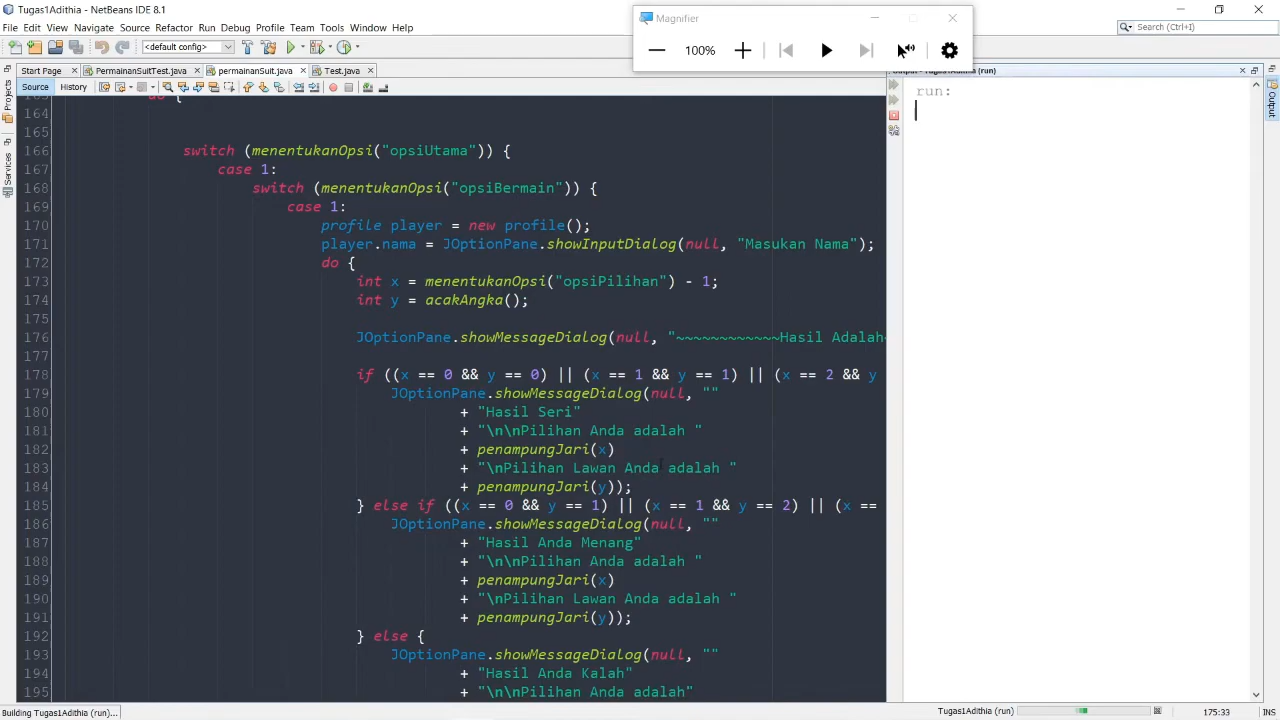 Tugas1Adithia - NetBeans IDE 8.1
File Edit View Navigate Source Refactor Run Debug Profile Team Tools Window Help
Magnifier
Search (Ctrl+I)
<default config>
100%
Start Page
PermainanSuitTest.java
permainanSuit.java
Test.java
Output - Tugas1Adithia (run)
Source
History
Projects
Services
Output
run:
do {
164
165
166 switch (menentukanOpsi("opsiUtama")) {
167 case 1:
168 switch (menentukanOpsi("opsiBermain")) {
169 case 1:
170 profile player = new profile();
171 player.nama = JOptionPane.showInputDialog(null, "Masukan Nama");
172 do {
173 int x = menentukanOpsi("opsiPilihan") - 1;
174 int y = acakAngka();
175
176 JOptionPane.showMessageDialog(null, "~~~~~~~~~~~~Hasil Adalah~
177
178 if ((x == 0 && y == 0) || (x == 1 && y == 1) || (x == 2 && y
179 JOptionPane.showMessageDialog(null, ""
180 + "Hasil Seri"
181 + "\n\nPilihan Anda adalah "
182 + penampungJari(x)
183 + "\nPilihan Lawan Anda adalah "
184 + penampungJari(y));
185 } else if ((x == 0 && y == 1) || (x == 1 && y == 2) || (x ==
186 JOptionPane.showMessageDialog(null, ""
187 + "Hasil Anda Menang"
188 + "\n\nPilihan Anda adalah "
189 + penampungJari(x)
190 + "\nPilihan Lawan Anda adalah "
191 + penampungJari(y));
192 } else {
193 JOptionPane.showMessageDialog(null, ""
194 + "Hasil Anda Kalah"
195 + "\n\nPilihan Anda adalah"
Building Tugas1Adithia (run)...
Tugas1Adithia (run)
175:33
INS